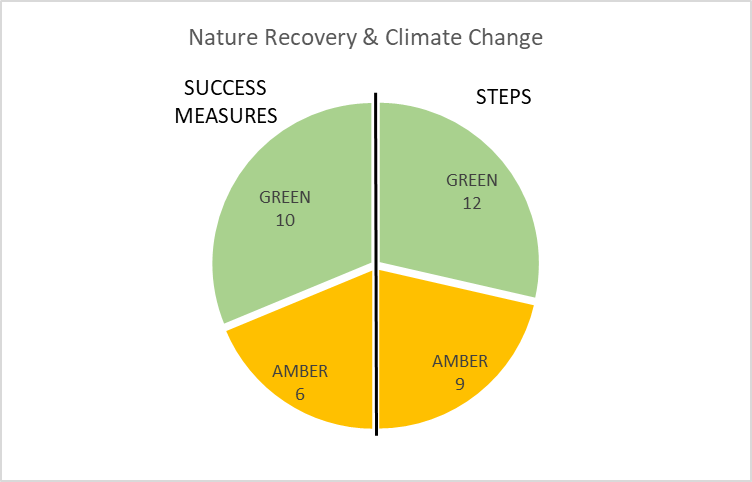 Nature Recovery & Climate Change
SUCCESS
MEASURES
STEPS
GREEN
10
GREEN
12
AMBER
6
AMBER
9